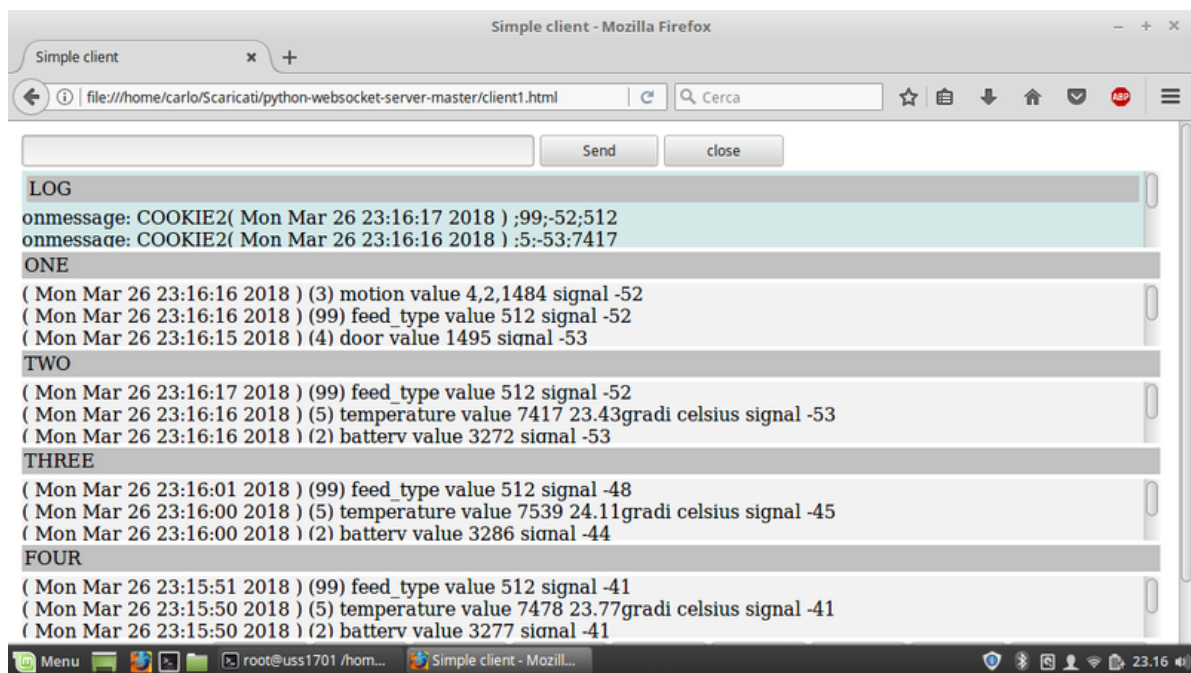 Simple client - Mozilla Firefox
Simple client
file:///home/carlo/Scaricati/python-websocket-server-master/client1.html
Cerca
ABP
Send
close
LOG
onmessage: COOKIE2( Mon Mar 26 23:16:17 2018 ) ;99;-52;512
onmessage: COOKIE2( Mon Mar 26 23:16:16 2018 ) ;5;-53;7417
ONE
( Mon Mar 26 23:16:16 2018 ) (3) motion value 4,2,1484 signal -52
( Mon Mar 26 23:16:16 2018 ) (99) feed_type value 512 signal -52
( Mon Mar 26 23:16:15 2018 ) (4) door value 1495 signal -53
TWO
( Mon Mar 26 23:16:17 2018 ) (99) feed_type value 512 signal -52
( Mon Mar 26 23:16:16 2018 ) (5) temperature value 7417 23.43gradi celsius signal -53
( Mon Mar 26 23:16:16 2018 ) (2) battery value 3272 signal -53
THREE
( Mon Mar 26 23:16:01 2018 ) (99) feed_type value 512 signal -48
( Mon Mar 26 23:16:00 2018 ) (5) temperature value 7539 24.11gradi celsius signal -45
( Mon Mar 26 23:16:00 2018 ) (2) battery value 3286 signal -44
FOUR
( Mon Mar 26 23:15:51 2018 ) (99) feed_type value 512 signal -41
( Mon Mar 26 23:15:50 2018 ) (5) temperature value 7478 23.77gradi celsius signal -41
( Mon Mar 26 23:15:50 2018 ) (2) battery value 3277 signal -41
Menu
root@uss1701 /hom...
Simple client - Mozill...
23.16